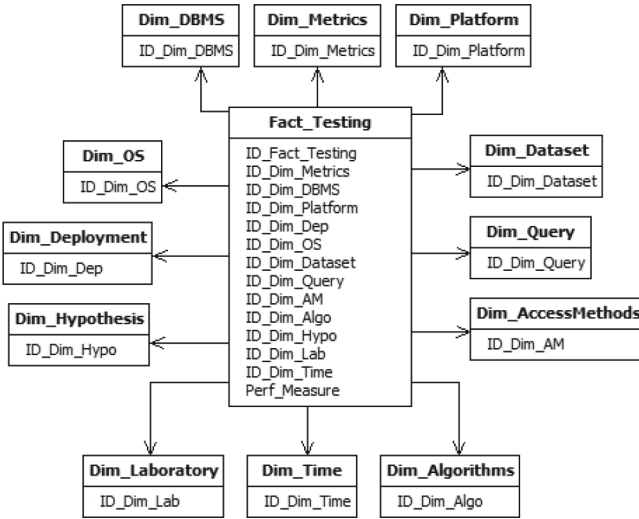 Dim_DBMS
ID_Dim_DBMS
Dim_Metrics
ID_Dim_Metrics
Dim_Platform
ID_Dim_Platform
Fact_Testing
ID_Fact_Testing
ID_Dim_Metrics
ID_Dim_DBMS
ID_Dim_Platform
ID_Dim_Dep
ID_Dim_OS
ID_Dim_Dataset
ID_Dim_Query
ID_Dim_AM
ID_Dim_Algo
ID_Dim_Hypo
ID_Dim_Lab
ID_Dim_Time
Perf_Measure
Dim_OS
ID_Dim_OS
Dim_Deployment
ID_Dim_Dep
Dim_Hypothesis
ID_Dim_Hypo
Dim_Dataset
ID_Dim_Dataset
Dim_Query
ID_Dim_Query
Dim_AccessMethods
ID_Dim_AM
Dim_Laboratory
ID_Dim_Lab
Dim_Time
ID_Dim_Time
Dim_Algorithms
ID_Dim_Algo